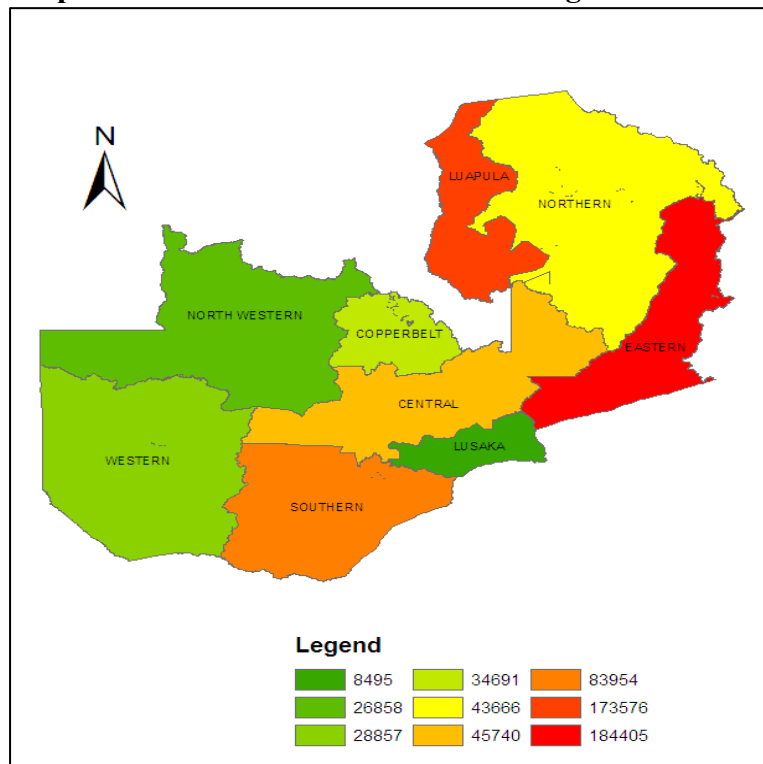 N
LUAPULA
NORTHERN
NORTH WESTERN
COPPERBELT
EASTERN
CENTRAL
LUSAKA
WESTERN
SOUTHERN
Legend
8495 34691 83954
26858 43666 173576
28857 45740 184405